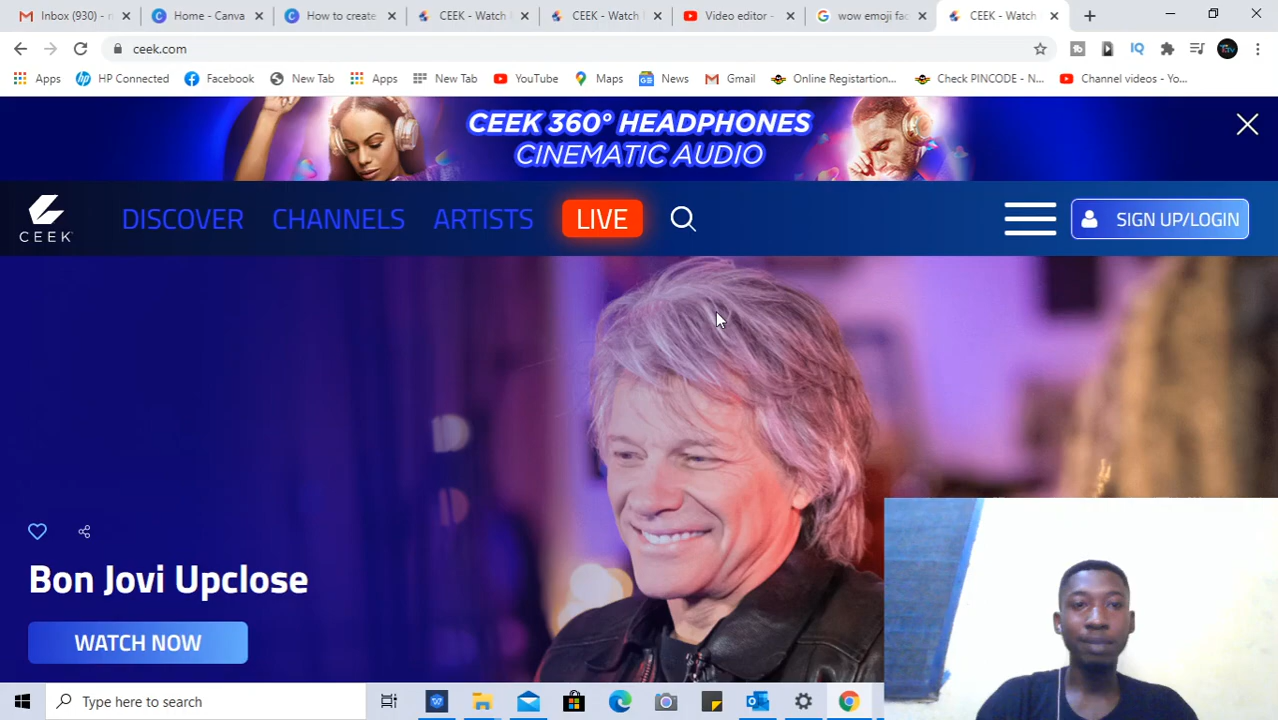 Inbox (930) - ri
Home - Canva
How to create
CEEK - Watch
CEEK - Watch
Video editor -
wow emoji fac
CEEK - Watch
ceek.com
Apps
HP Connected
Facebook
New Tab
Apps
New Tab
YouTube
Maps
News
Gmail
Online Registartion...
Check PINCODE - N...
Channel videos - Yo...
CEEK 360° HEADPHONES
CINEMATIC AUDIO
CEEK
DISCOVER
CHANNELS
ARTISTS
LIVE
SIGN UP/LOGIN
Bon Jovi Upclose
WATCH NOW
Type here to search